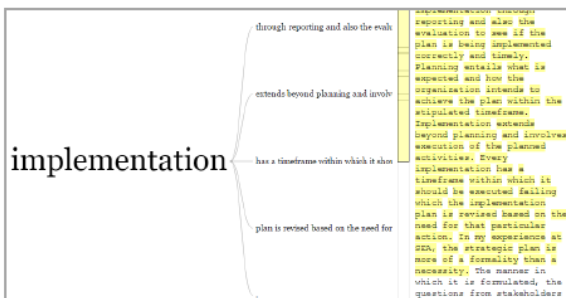 implementation
through reporting and also the evalu
extends beyond planning and involv
has a timeframe within which it shou
plan is revised based on the need for
implementation through
reporting and also the
evaluation to see if the
plan is being implemented
correctly and timely.
Planning entails what is
expected and how the
organization intends to
achieve the plan within the
stipulated timeframe.
Implementation extends
beyond planning and involves
execution of the planned
activities. Every
implementation has a
timeframe within which it
should be executed failing
which the implementation
plan is revised based on the
need for that particular
action. In my experience at
the strategic plan is
more of a formality than a
necessity. The manner in
which it is formulated, the
questions from stakeholders